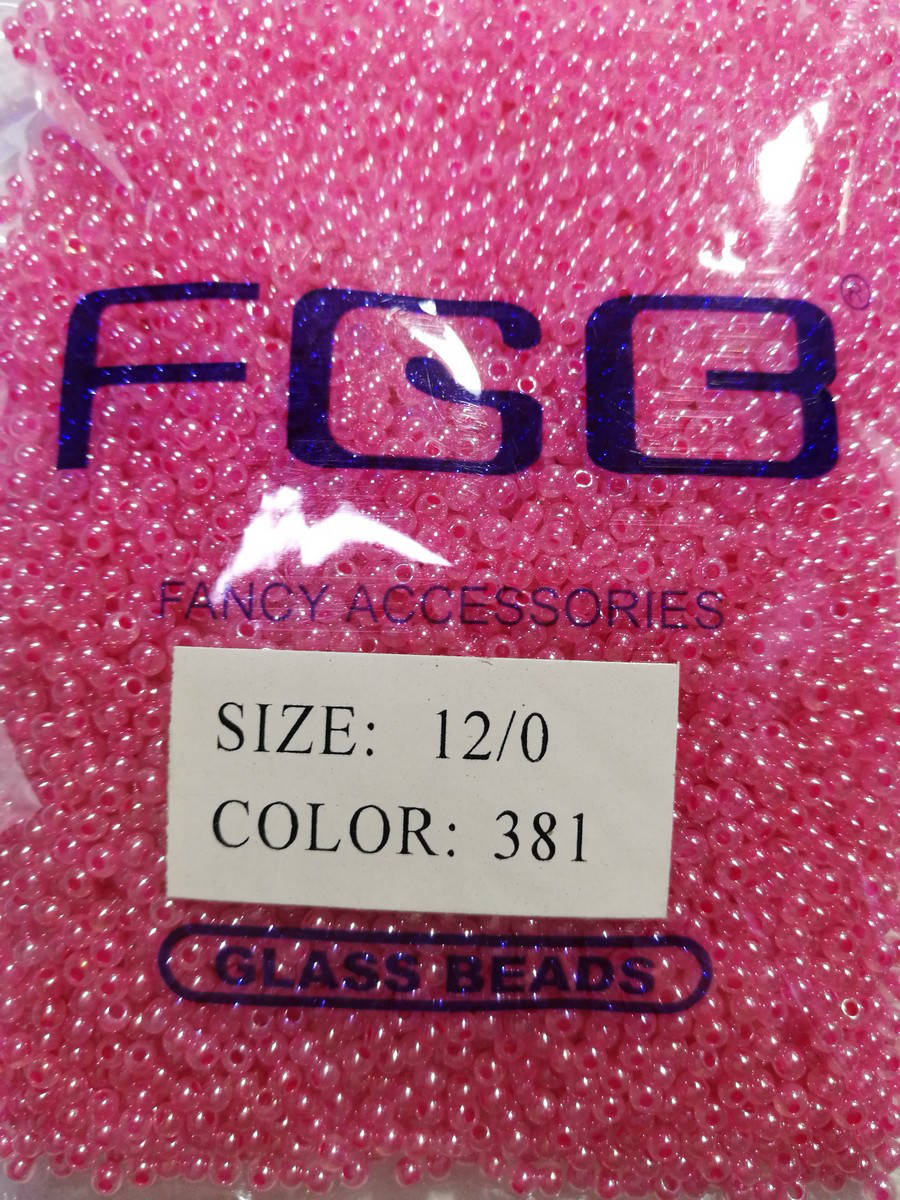 FGB®
FANCY ACCESSORIES
SIZE: 12/0
COLOR: 381
GLASS BEADS